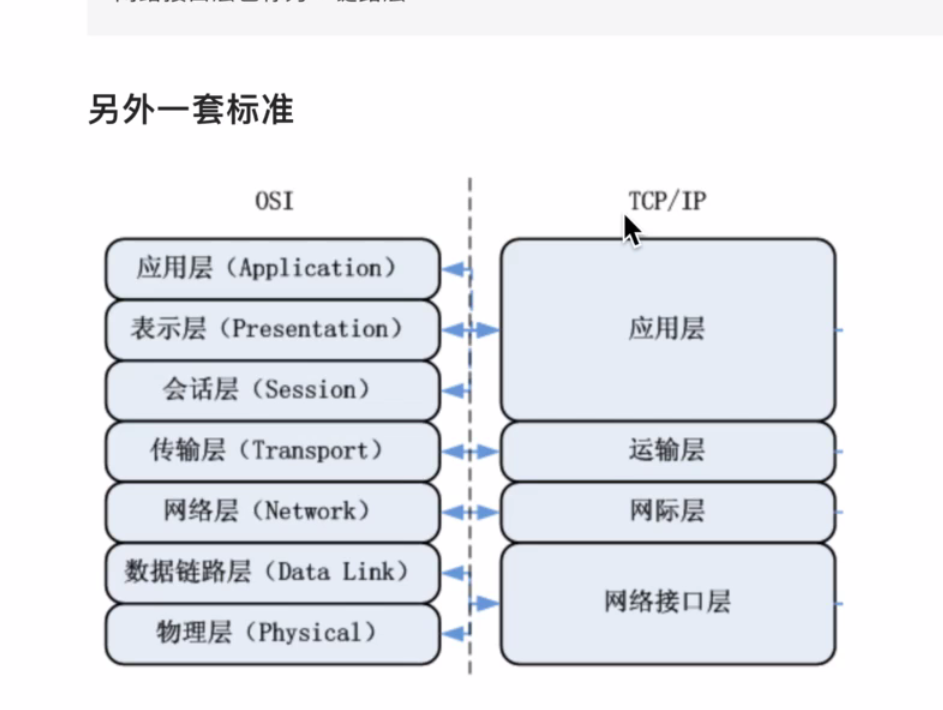 另外一套标准
OSI
TCP/IP
应用层（Application）
表示层（Presentation）
会话层（Session）
传输层（Transport）
网络层（Network）
数据链路层（Data Link）
物理层（Physical）
应用层
运输层
网际层
网络接口层